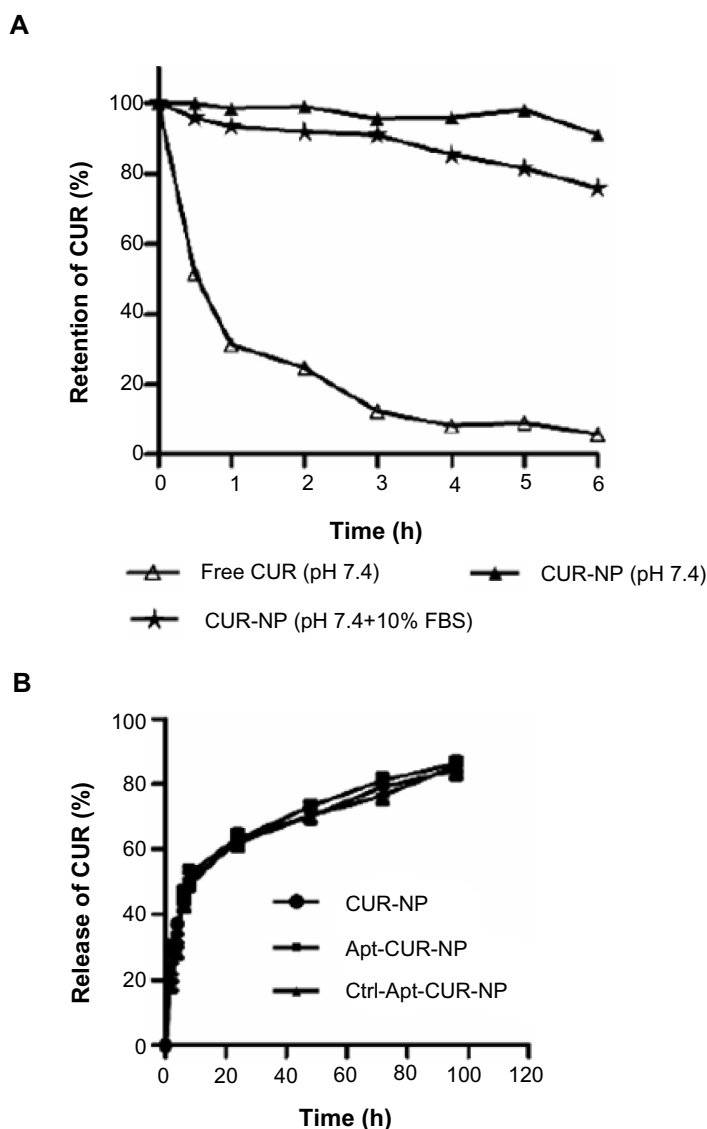 A
Retention of CUR (%)
100
80
60
40
20
0
0 1 2 3 4 5 6
Time (h)
Free CUR (pH 7.4) CUR-NP (pH 7.4)
CUR-NP (pH 7.4+10% FBS)
B
Release of CUR (%)
100
80
60
40
20
0
CUR-NP
Apt-CUR-NP
Ctrl-Apt-CUR-NP
0 20 40 60 80 100 120
Time (h)